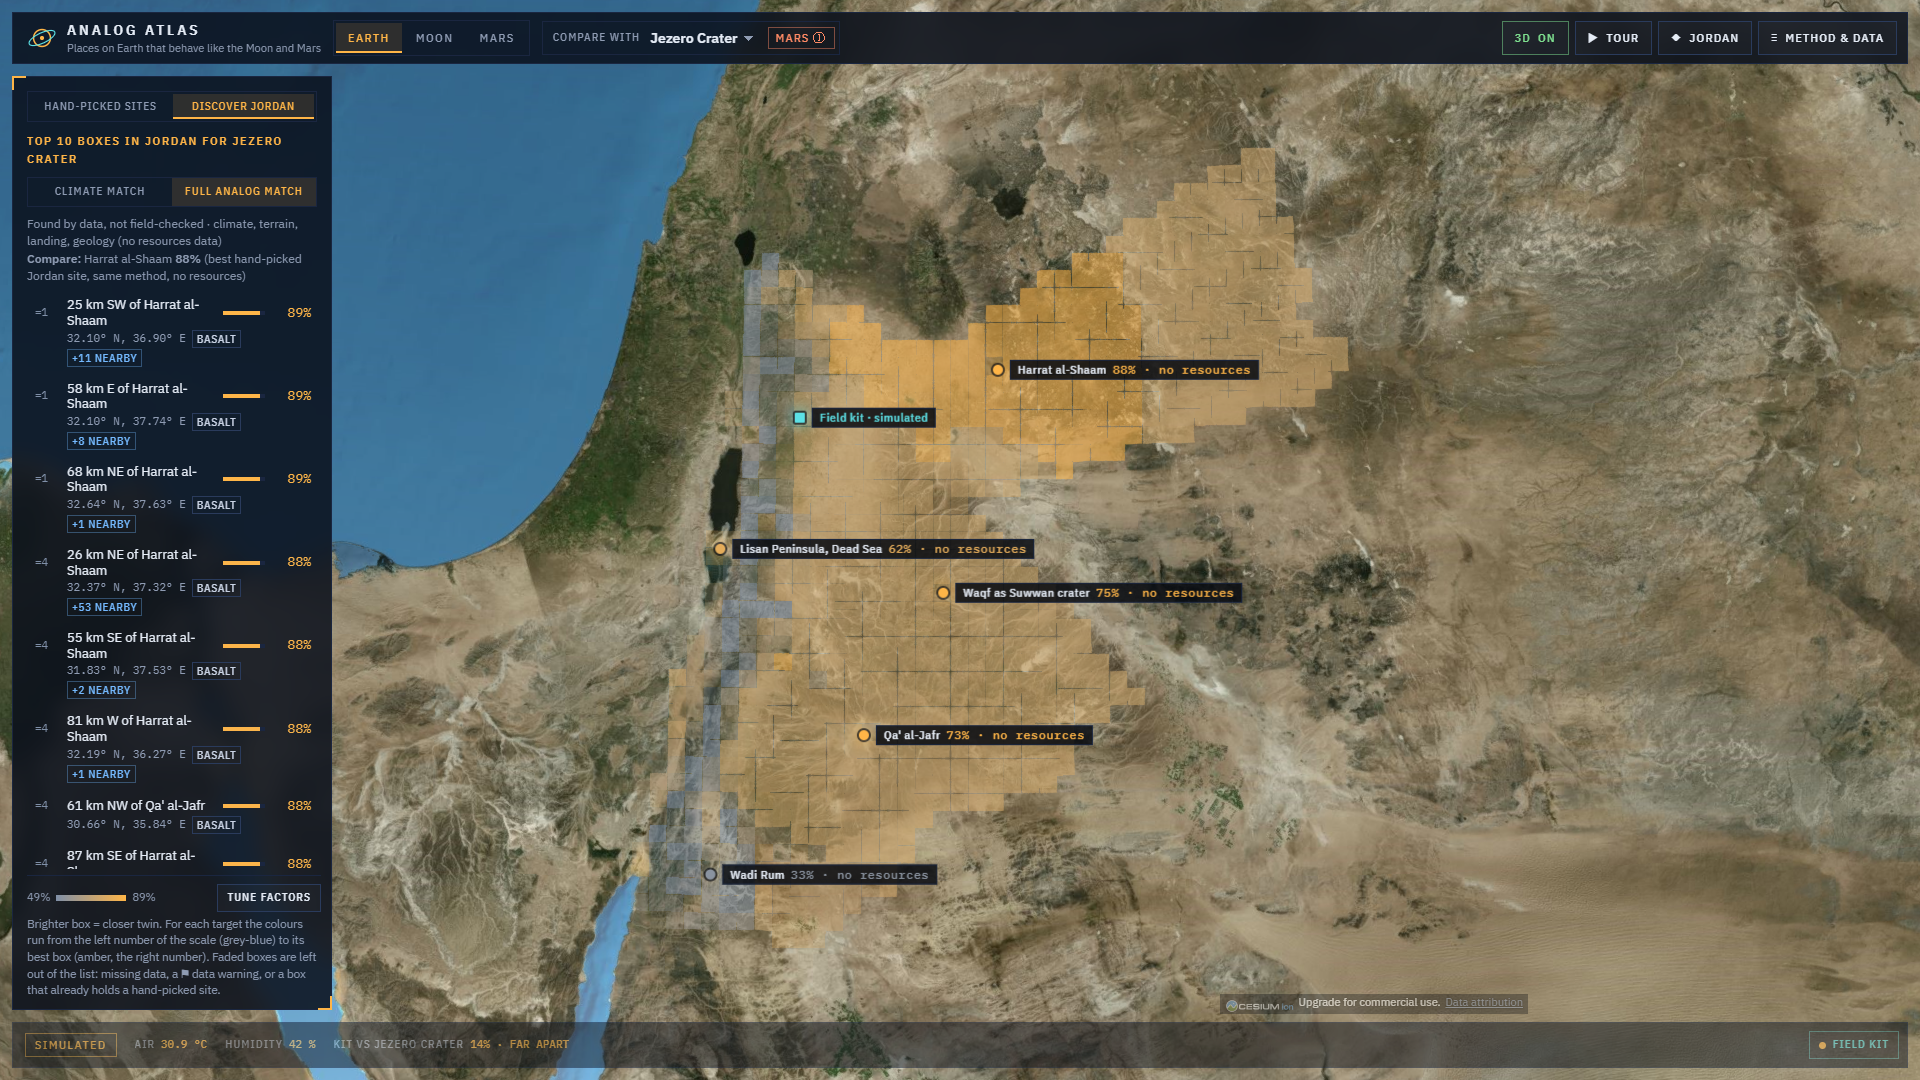 ANALOG ATLAS
Places on Earth that behave like the Moon and Mars
EARTH
MOON
MARS
COMPARE WITH Jezero Crater
MARS
3D ON
TOUR
JORDAN
METHOD & DATA
HAND-PICKED SITES
DISCOVER JORDAN
TOP 10 BOXES IN JORDAN FOR JEZERO
CRATER
CLIMATE MATCH
FULL ANALOG MATCH
Found by data, not field-checked · climate, terrain,
landing, geology (no resources data)
Compare: Harrat al-Shaam 88% (best hand-picked
Jordan site, same method, no resources)
=1 25 km SW of Harrat al-
Shaam 89%
32.10° N, 36.90° E BASALT
+11 NEARBY
=1 58 km E of Harrat al-
Shaam 89%
32.10° N, 37.74° E BASALT
+8 NEARBY
=1 68 km NE of Harrat al-
Shaam 89%
32.64° N, 37.63° E BASALT
+1 NEARBY
=4 26 km NE of Harrat al-
Shaam 88%
32.37° N, 37.32° E BASALT
+53 NEARBY
=4 55 km SE of Harrat al-
Shaam 88%
31.83° N, 37.53° E BASALT
+2 NEARBY
=4 81 km W of Harrat al-
Shaam 88%
32.19° N, 36.27° E BASALT
+1 NEARBY
=4 61 km NW of Qa' al-Jafr 88%
30.66° N, 35.84° E BASALT
=4 87 km SE of Harrat al- 88%
49% 89%
TUNE FACTORS
Brighter box = closer twin. For each target the colours
run from the left number of the scale (grey-blue) to its
best box (amber, the right number). Faded boxes are left
out of the list: missing data, a ⚑ data warning, or a box
that already holds a hand-picked site.
Harrat al-Shaam 88% · no resources
Field kit · simulated
Lisan Peninsula, Dead Sea 62% · no resources
Waqf as Suwwan crater 75% · no resources
Qa' al-Jafr 73% · no resources
Wadi Rum 33% · no resources
CESIUM ion Upgrade for commercial use. Data attribution
SIMULATED
AIR 30.9 °C
HUMIDITY 42 %
KIT VS JEZERO CRATER 14% · FAR APART
FIELD KIT